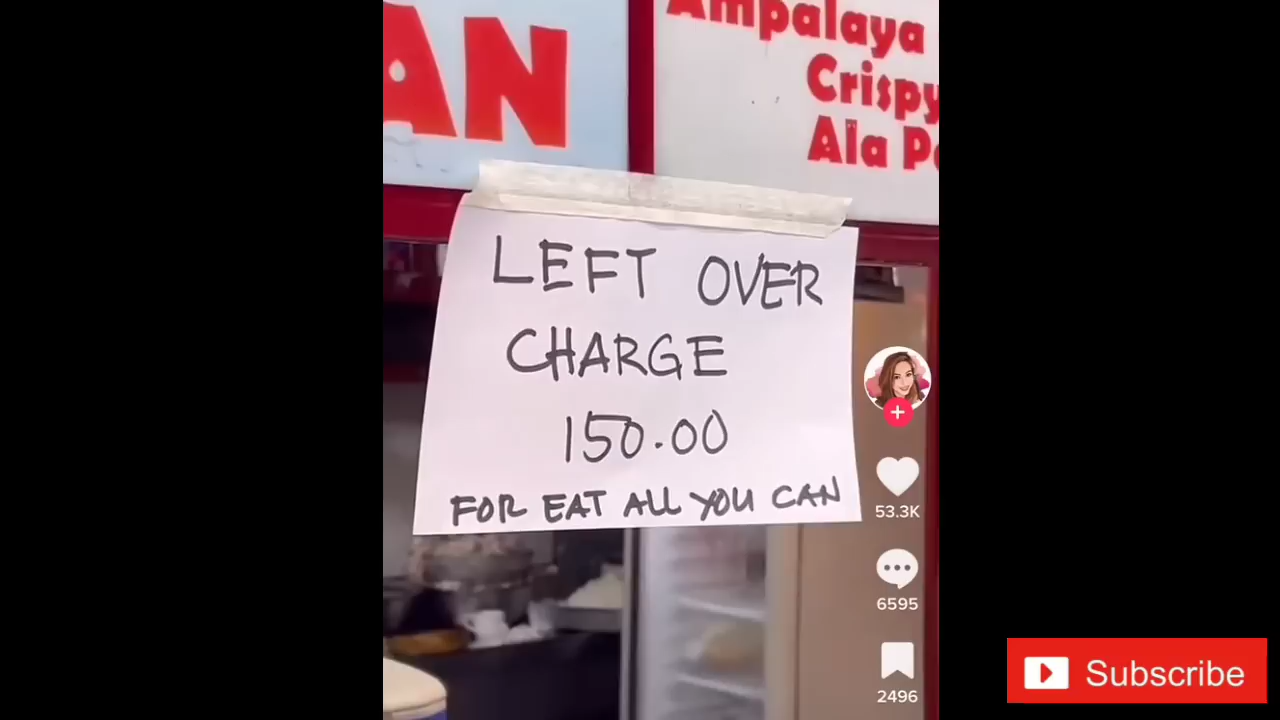 AN
Ampalaya
Crispy
Ala P
LEFT OVER
CHARGE
150.00
FOR EAT ALL YOU CAN
53.3K
6595
2496
Subscribe